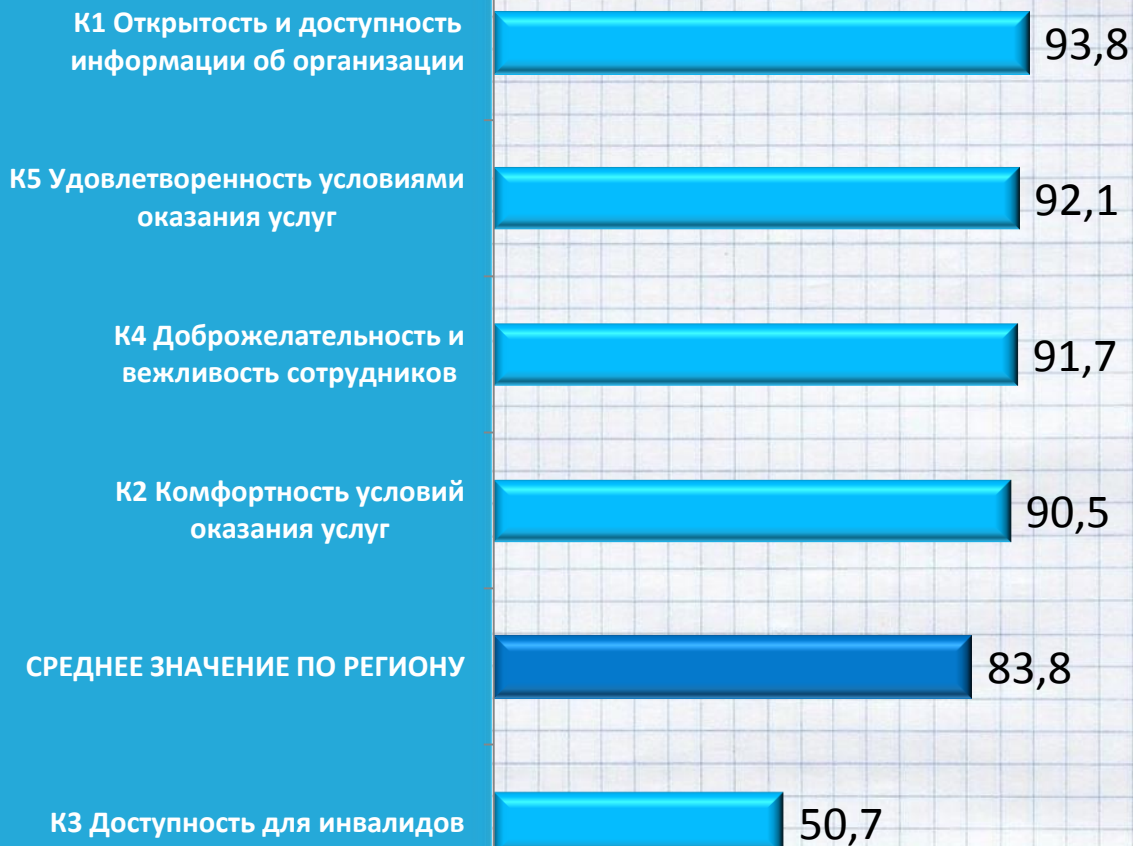 К1 Открытость и доступность
информации об организации
93,8
К5 Удовлетворенность условиями
оказания услуг
92,1
К4 Доброжелательность и
вежливость сотрудников
91,7
К2 Комфортность условий
оказания услуг
90,5
СРЕДНЕЕ ЗНАЧЕНИЕ ПО РЕГИОНУ
83,8
К3 Доступность для инвалидов
50,7